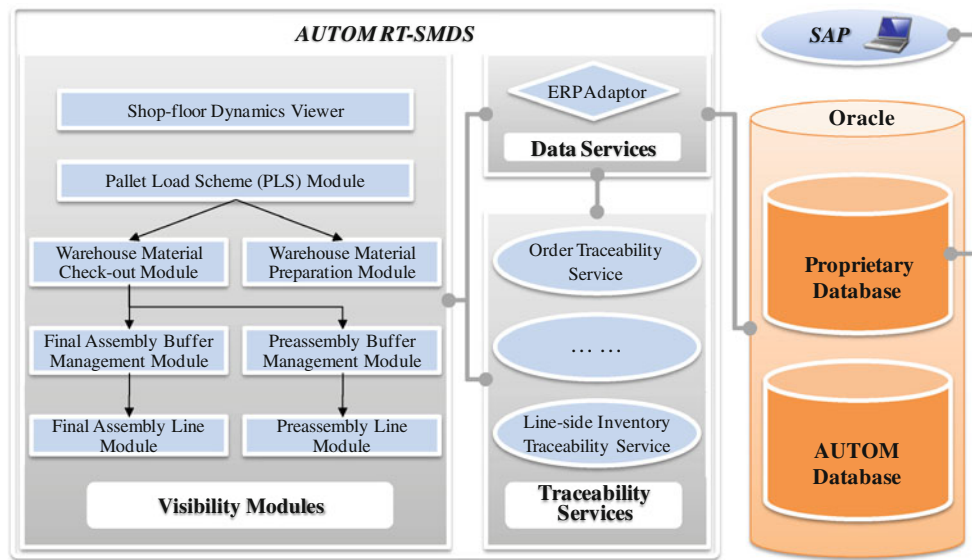 AUTOM RT-SMDS
Shop-floor Dynamics Viewer
Pallet Load Scheme (PLS) Module
Warehouse Material
Check-out Module
Warehouse Material
Preparation Module
Final Assembly Buffer
Management Module
Preassembly Buffer
Management Module
Final Assembly Line
Module
Preassembly Line
Module
Visibility Modules
ERP Adaptor
Data Services
Order Traceability
Service
... ...
Line-side Inventory
Traceability Service
Traceability
Services
SAP
Oracle
Proprietary
Database
AUTOM
Database